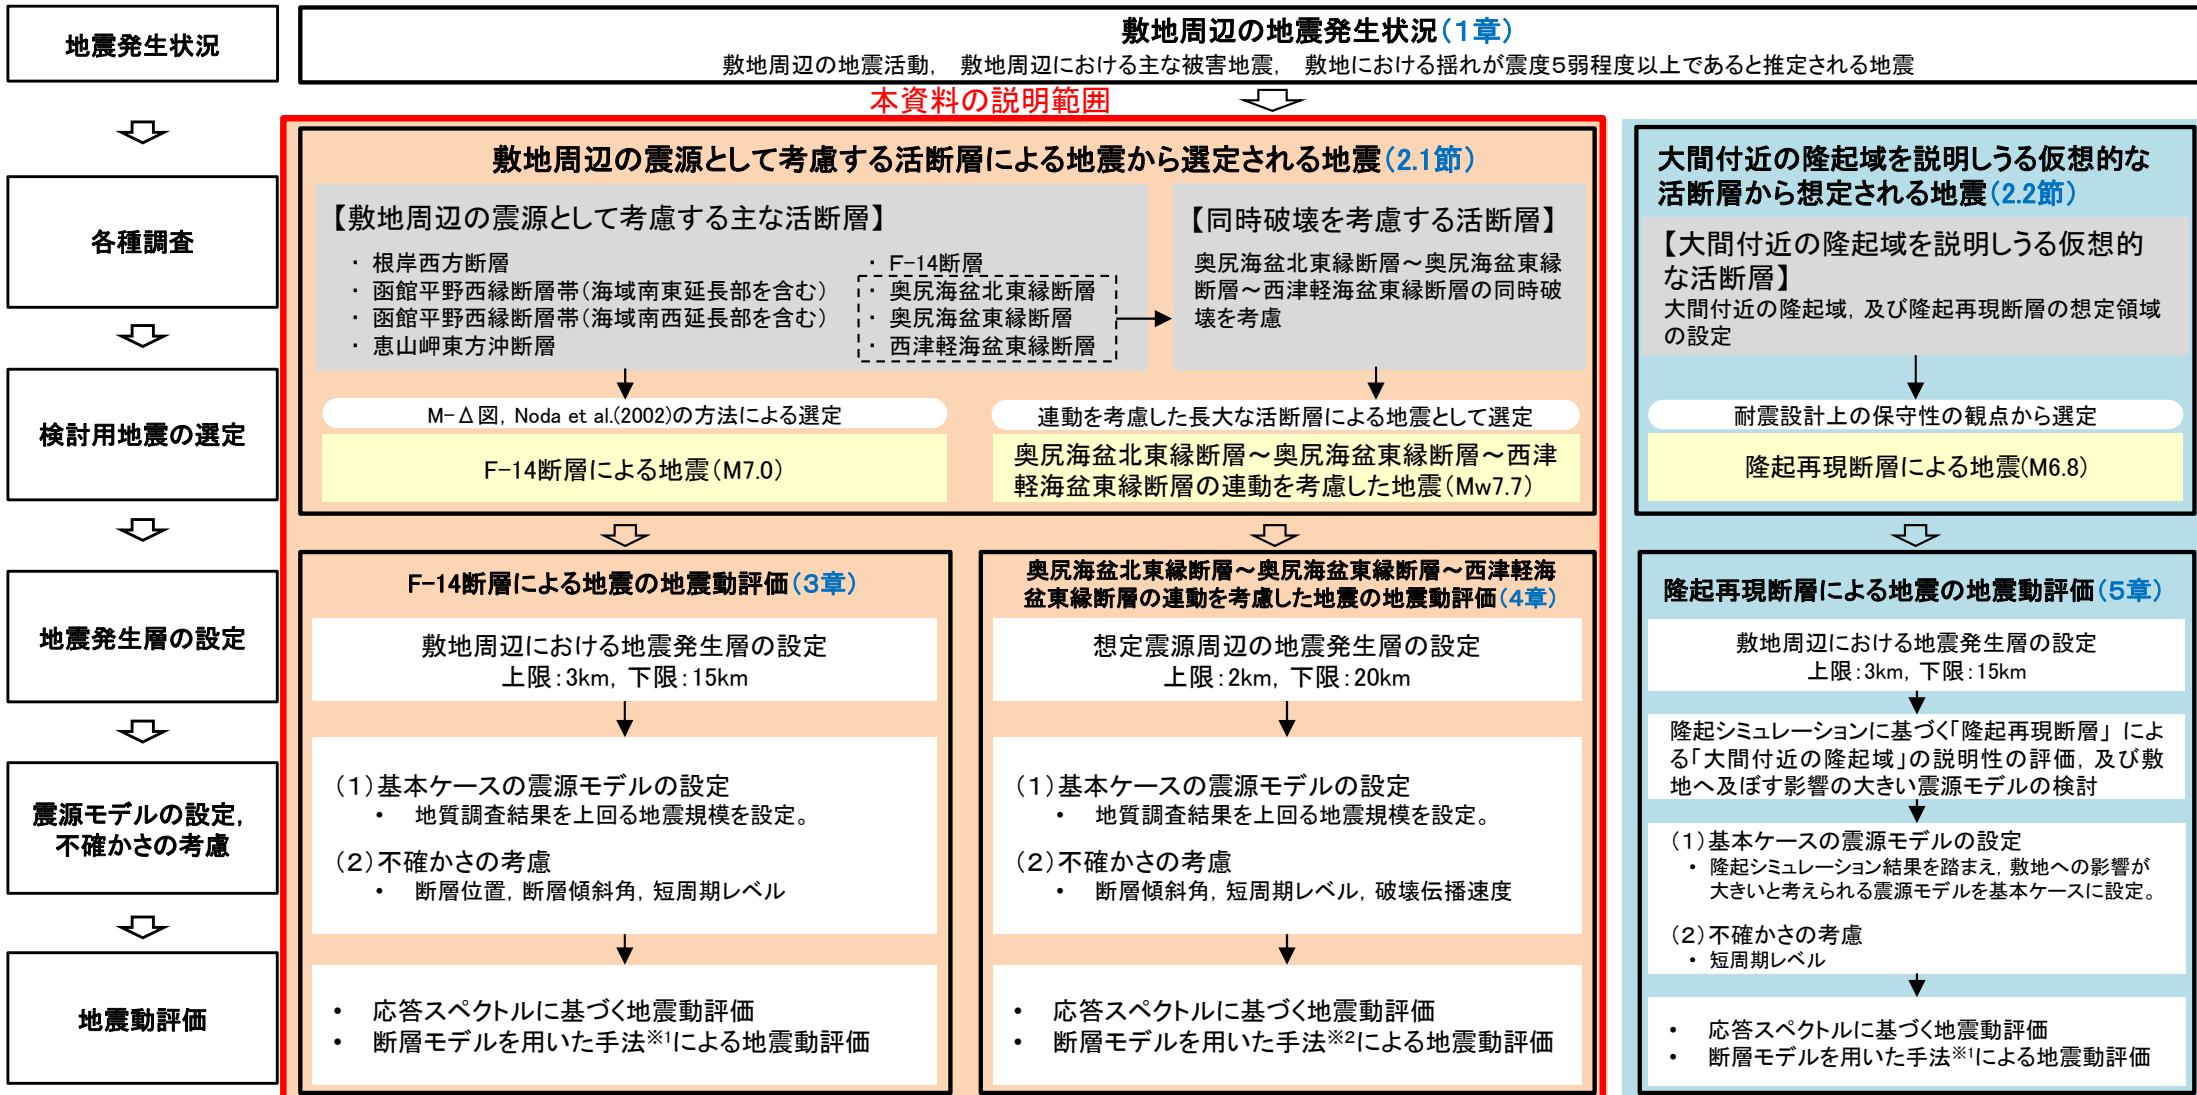 地震発生状況
敷地周辺の地震発生状況(1章)
敷地周辺の地震活動, 敷地周辺における主な被害地震, 敷地における揺れが震度5弱程度以上であると推定される地震
本資料の説明範囲
各種調査
検討用地震の選定
地震発生層の設定
震源モデルの設定,
不確かさの考慮
地震動評価
敷地周辺の震源として考慮する活断層による地震から選定される地震(2.1節)
【敷地周辺の震源として考慮する主な活断層】
・ 根岸西方断層
・ 函館平野西縁断層帯(海域南東延長部を含む)
・ 函館平野西縁断層帯(海域南西延長部を含む)
・ 恵山岬東方沖断層
・ F-14断層
・ 奥尻海盆北東縁断層
・ 奥尻海盆東縁断層
・ 西津軽海盆東縁断層
【同時破壊を考慮する活断層】
奥尻海盆北東縁断層~奥尻海盆東縁
断層~西津軽海盆東縁断層の同時破
壊を考慮
M-Δ図, Noda et al.(2002)の方法による選定
F-14断層による地震(M7.0)
連動を考慮した長大な活断層による地震として選定
奥尻海盆北東縁断層~奥尻海盆東縁断層~西津
軽海盆東縁断層の連動を考慮した地震(Mw7.7)
F-14断層による地震の地震動評価(3章)
敷地周辺における地震発生層の設定
上限:3km, 下限:15km
(1)基本ケースの震源モデルの設定
• 地質調査結果を上回る地震規模を設定。
(2)不確かさの考慮
• 断層位置, 断層傾斜角, 短周期レベル
• 応答スペクトルに基づく地震動評価
• 断層モデルを用いた手法※1による地震動評価
奥尻海盆北東縁断層~奥尻海盆東縁断層~西津軽海
盆東縁断層の連動を考慮した地震の地震動評価(4章)
想定震源周辺の地震発生層の設定
上限:2km, 下限:20km
(1)基本ケースの震源モデルの設定
• 地質調査結果を上回る地震規模を設定。
(2)不確かさの考慮
• 断層傾斜角, 短周期レベル, 破壊伝播速度
• 応答スペクトルに基づく地震動評価
• 断層モデルを用いた手法※2による地震動評価
大間付近の隆起域を説明しうる仮想的な
活断層から想定される地震(2.2節)
【大間付近の隆起域を説明しうる仮想的
な活断層】
大間付近の隆起域, 及び隆起再現断層の想定領域
の設定
耐震設計上の保守性の観点から選定
隆起再現断層による地震(M6.8)
隆起再現断層による地震の地震動評価(5章)
敷地周辺における地震発生層の設定
上限:3km, 下限:15km
隆起シミュレーションに基づく「隆起再現断層」によ
る「大間付近の隆起域」の説明性の評価, 及び敷
地へ及ぼす影響の大きい震源モデルの検討
(1)基本ケースの震源モデルの設定
• 隆起シミュレーション結果を踏まえ, 敷地への影響が
大きいと考えられる震源モデルを基本ケースに設定。
(2)不確かさの考慮
• 短周期レベル
• 応答スペクトルに基づく地震動評価
• 断層モデルを用いた手法※1による地震動評価